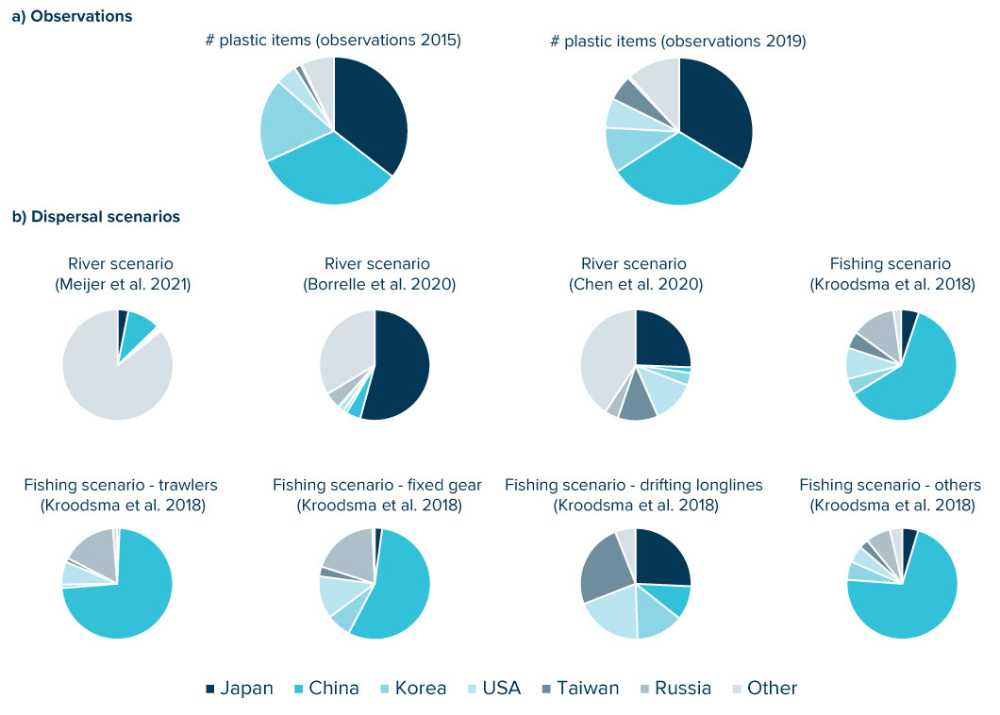 a) Observations
# plastic items (observations 2015)
# plastic items (observations 2019)
b) Dispersal scenarios
River scenario
(Meijer et al. 2021)
River scenario
(Borrelle et al. 2020)
River scenario
(Chen et al. 2020)
Fishing scenario
(Kroodsma et al. 2018)
Fishing scenario - trawlers
(Kroodsma et al. 2018)
Fishing scenario - fixed gear
(Kroodsma et al. 2018)
Fishing scenario - drifting longlines
(Kroodsma et al. 2018)
Fishing scenario - others
(Kroodsma et al. 2018)
Japan China Korea USA Taiwan Russia Other